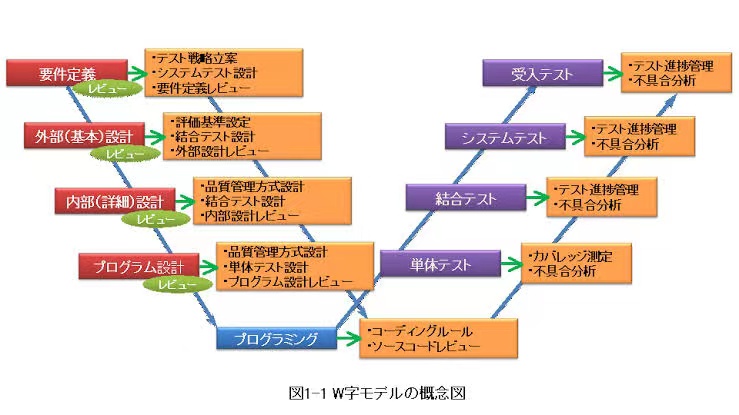 要件定義
レビュー
・テスト戦略立案
・システムテスト設計
・要件定義レビュー
外部(基本)設計
レビュー
・評価基準設定
・結合テスト設計
・外部設計レビュー
内部(詳細)設計
レビュー
・品質管理方式設計
・結合テスト設計
・内部設計レビュー
プログラム設計
レビュー
・品質管理方式設計
・単体テスト設計
・プログラム設計レビュー
プログラミング
・コーディングルール
・ソースコードレビュー
受入テスト
・テスト進捗管理
・不具合分析
システムテスト
・テスト進捗管理
・不具合分析
結合テスト
・テスト進捗管理
・不具合分析
単体テスト
・カバレッジ測定
・不具合分析
図1-1 W字モデルの概念図